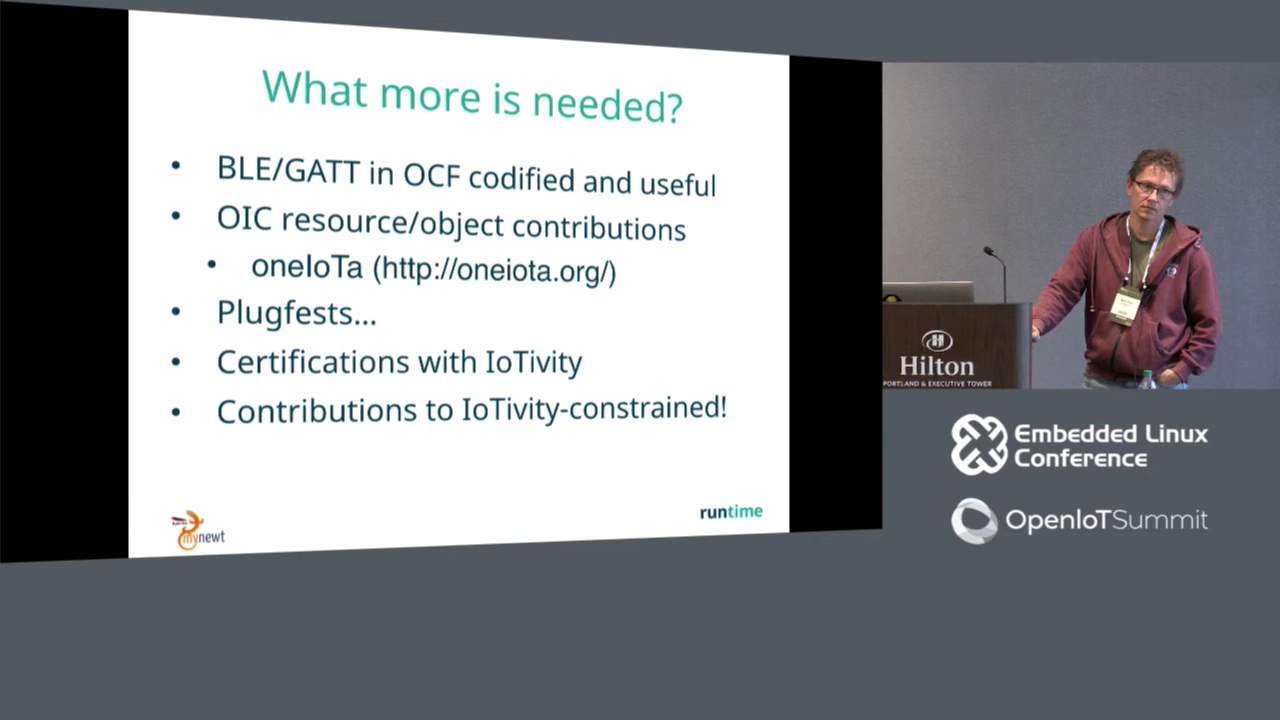 What more is needed?
• BLE/GATT in OCF codified and useful
• OIC resource/object contributions
• oneIoTa (http://oneiota.org/)
• Plugfests...
• Certifications with IoTivity
• Contributions to IoTivity-constrained!
mynewt
runtime
Hilton
PORTLAND & EXECUTIVE TOWER
Embedded Linux
Conference
OpenIoTSummit